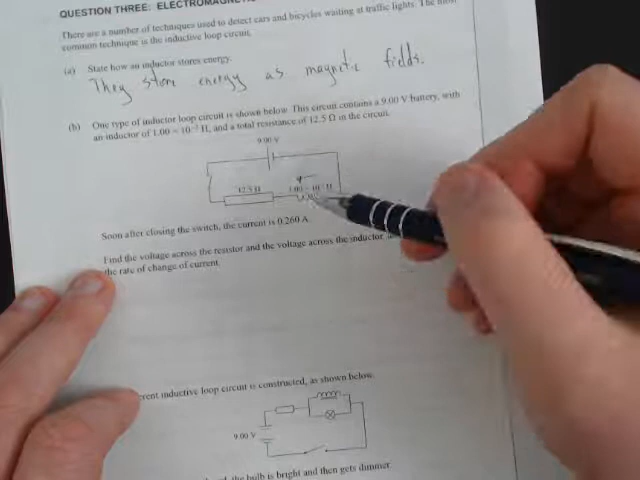 QUESTION THREE: ELECTROMAGNE
There are a number of techniques used to detect cars and bicycles waiting at traffic lights. The most
common technique is the inductive loop circuit.
(a) State how an inductor stores energy.
They store energy as magnetic fields.
(b) One type of inductor loop circuit is shown below. This circuit contains a 9.00 V battery, with
an inductor of 1.00 × 10⁻³ H, and a total resistance of 12.5 Ω in the circuit.
9.00 V
12.5 Ω
Soon after closing the switch, the current is 0.260 A.
Find the voltage across the resistor and the voltage across the inductor
the rate of change of current.
rent inductive loop circuit is constructed, as shown below.
9.00 V
the bulb is bright and then gets dimmer.